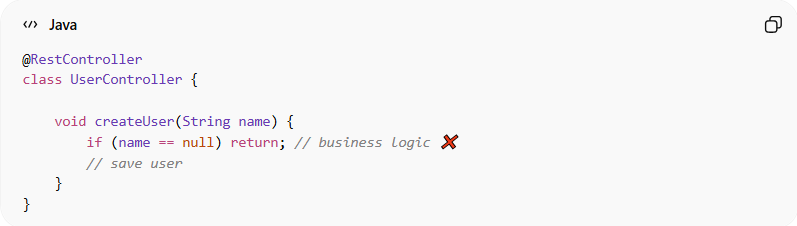 </> Java
@RestController
class UserController {
void createUser(String name) {
if (name == null) return; // business logic ❌
// save user
}
}